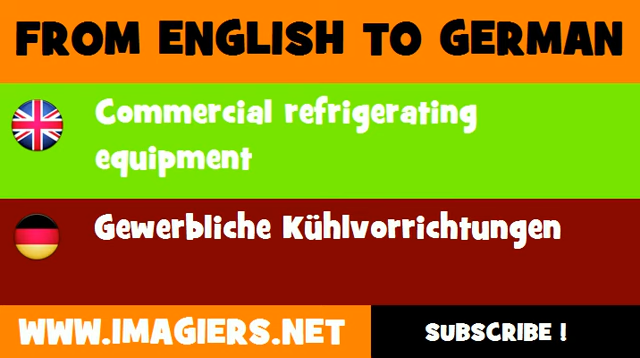 FROM ENGLISH TO GERMAN
Commercial refrigerating
equipment
Gewerbliche Kühlvorrichtungen
WWW.IMAGIERS.NET
SUBSCRIBE !